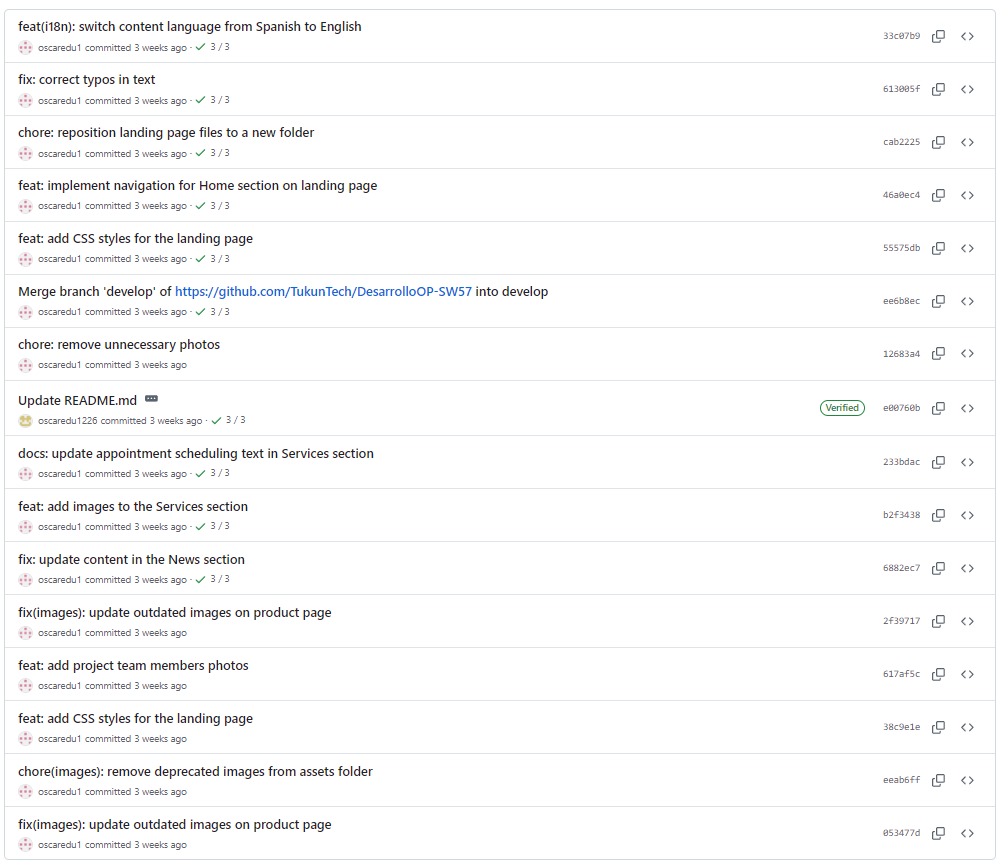 feat(i18n): switch content language from Spanish to English
oscaredu1 committed 3 weeks ago · ✓ 3 / 3
33c07b9
fix: correct typos in text
oscaredu1 committed 3 weeks ago · ✓ 3 / 3
613005f
chore: reposition landing page files to a new folder
oscaredu1 committed 3 weeks ago · ✓ 3 / 3
cab2225
feat: implement navigation for Home section on landing page
oscaredu1 committed 3 weeks ago · ✓ 3 / 3
46a0ec4
feat: add CSS styles for the landing page
oscaredu1 committed 3 weeks ago · ✓ 3 / 3
55575db
Merge branch 'develop' of https://github.com/TukunTech/DesarrolloOP-SW57 into develop
oscaredu1 committed 3 weeks ago · ✓ 3 / 3
ee6b8ec
chore: remove unnecessary photos
oscaredu1 committed 3 weeks ago
12683a4
Update README.md
oscaredu1226 committed 3 weeks ago · ✓ 3 / 3
Verified e00760b
docs: update appointment scheduling text in Services section
oscaredu1 committed 3 weeks ago · ✓ 3 / 3
233bdac
feat: add images to the Services section
oscaredu1 committed 3 weeks ago · ✓ 3 / 3
b2f3438
fix: update content in the News section
oscaredu1 committed 3 weeks ago · ✓ 3 / 3
6882ec7
fix(images): update outdated images on product page
oscaredu1 committed 3 weeks ago
2f39717
feat: add project team members photos
oscaredu1 committed 3 weeks ago
617af5c
feat: add CSS styles for the landing page
oscaredu1 committed 3 weeks ago
38c9e1e
chore(images): remove deprecated images from assets folder
oscaredu1 committed 3 weeks ago
eeab6ff
fix(images): update outdated images on product page
oscaredu1 committed 3 weeks ago
053477d